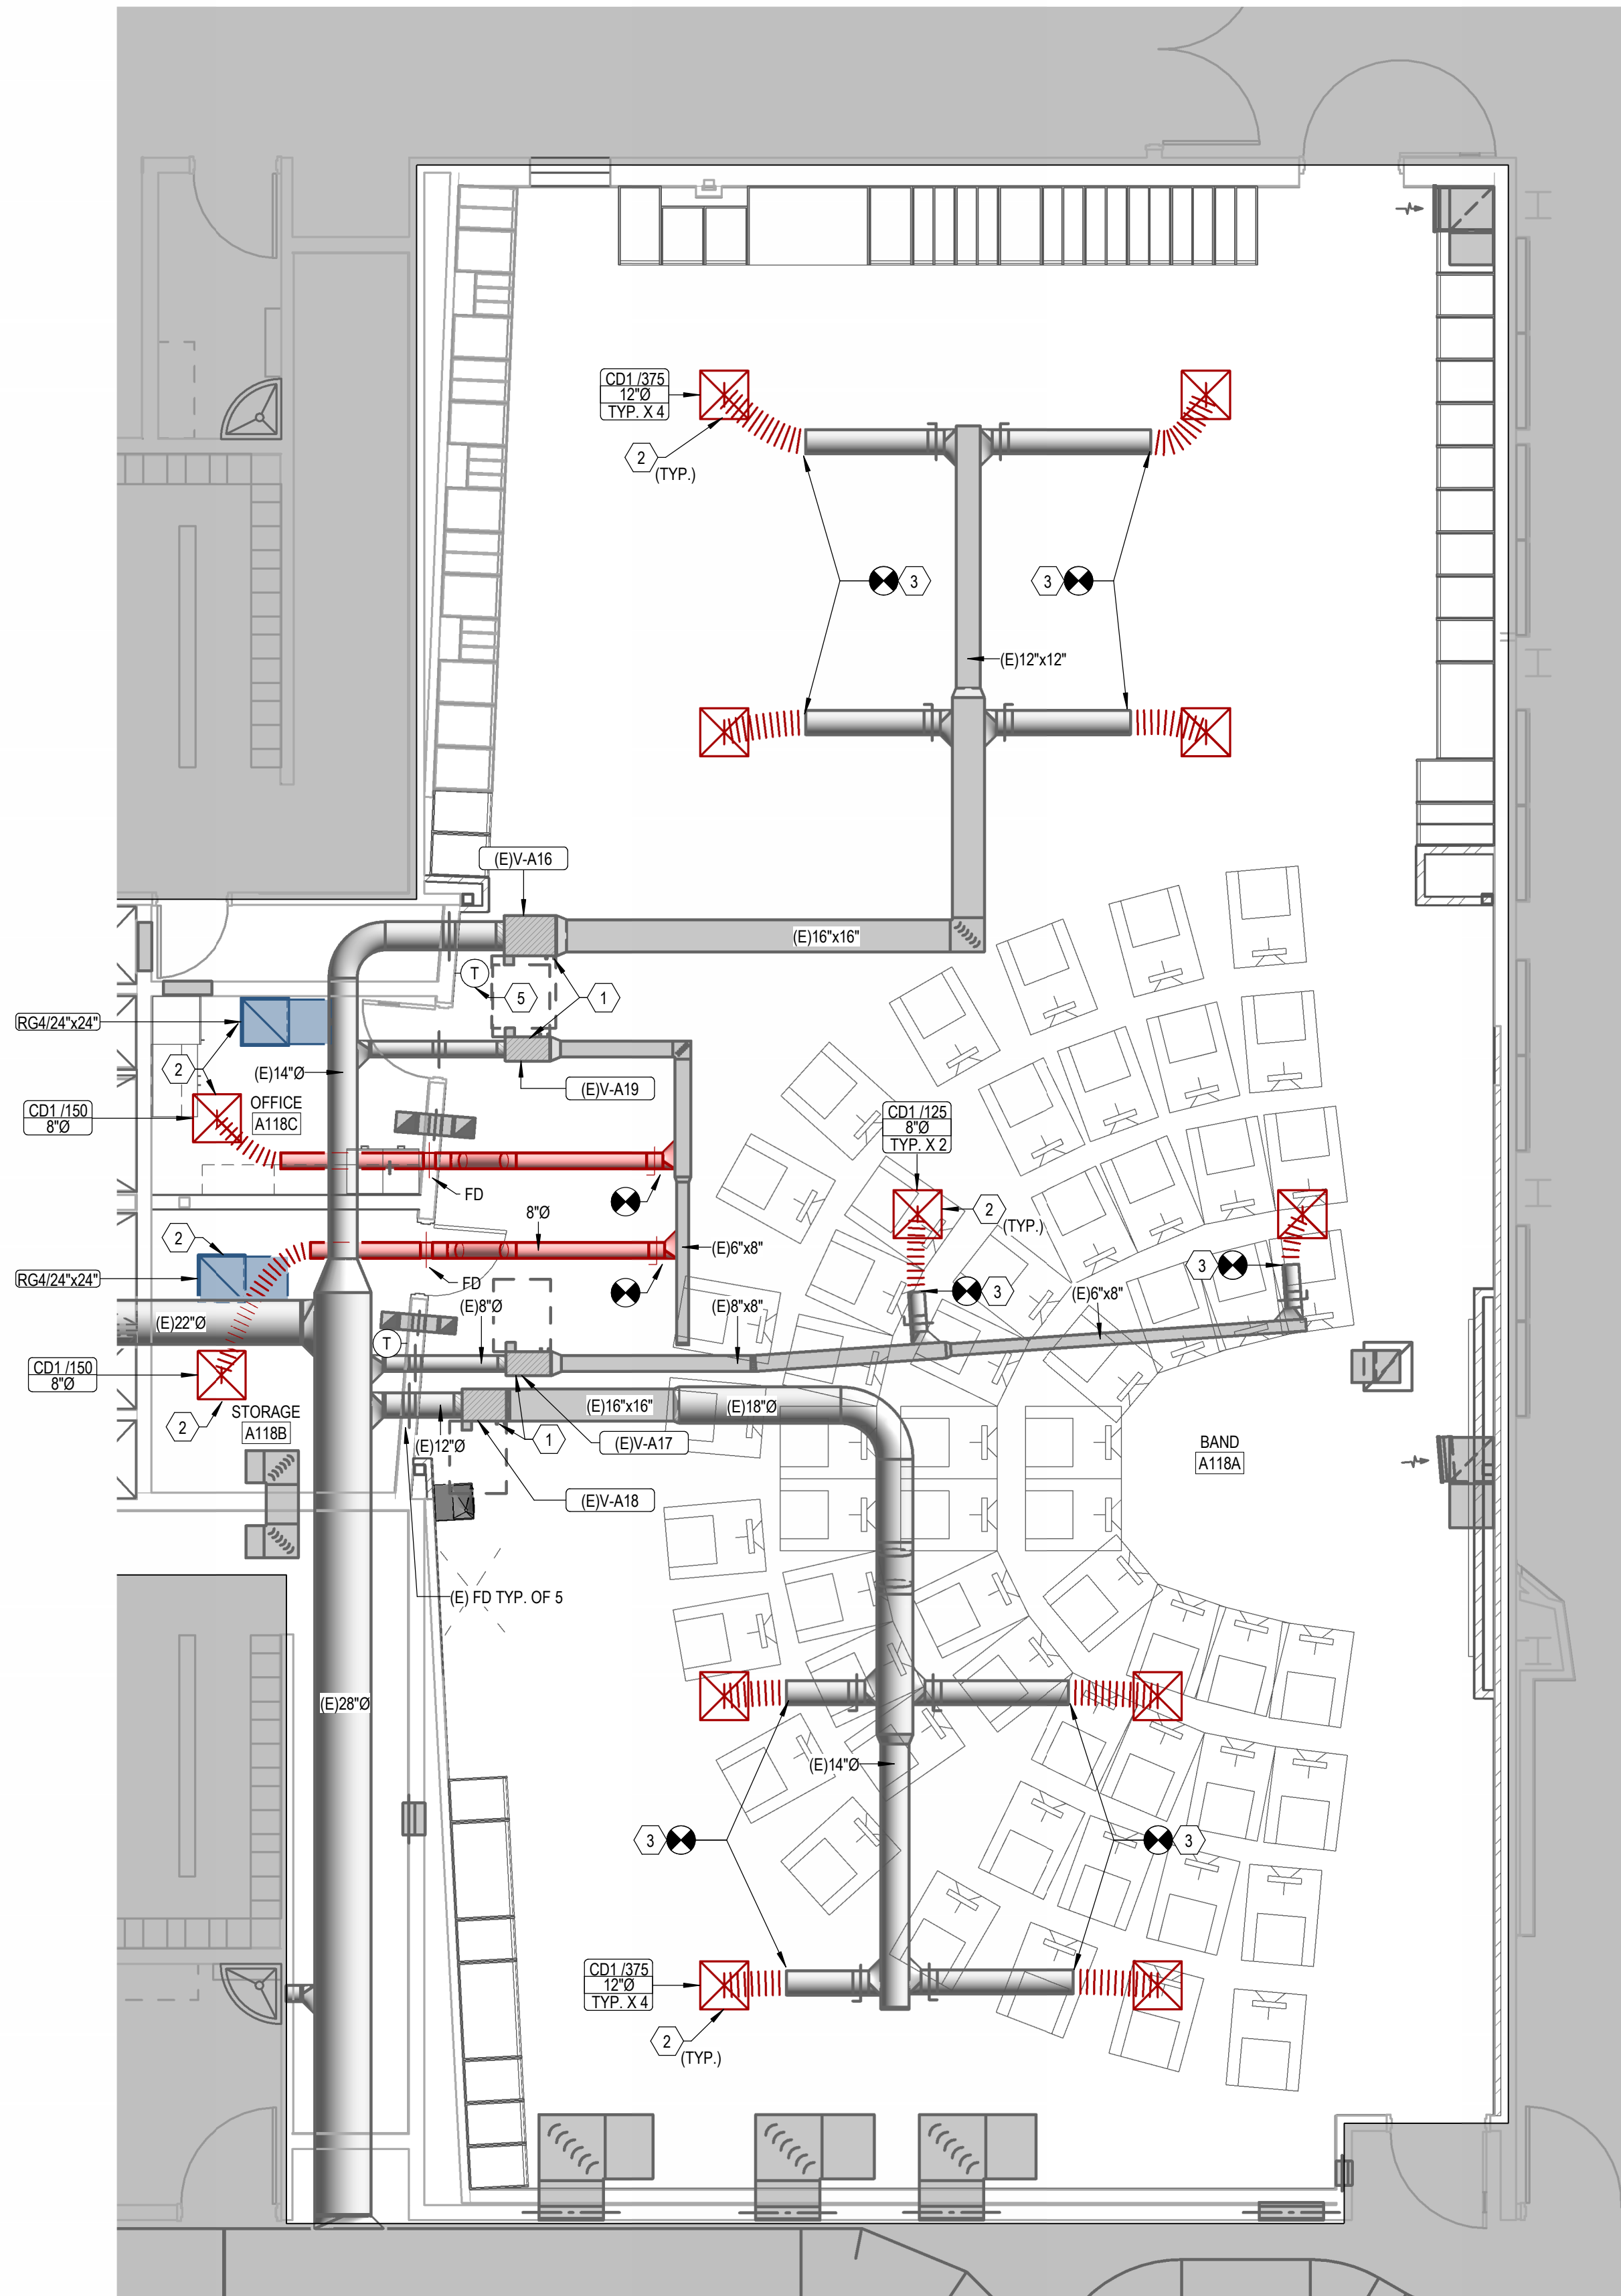 CD1 /375
12"Ø
TYP. X 4
2
(TYP.)
3
3
(E)12"x12"
(E)V-A16
(E)16"x16"
T
5
1
RG4/24"x24"
2
(E)14"Ø
(E)V-A19
CD1 /150
8"Ø
OFFICE
A118C
CD1 /125
8"Ø
TYP. X 2
FD
2
(TYP.)
8"Ø
2
(E)6"x8"
3
RG4/24"x24"
FD
3
(E)6"x8"
(E)8"Ø
(E)8"x8"
(E)22"Ø
T
CD1 /150
8"Ø
2
STORAGE
A118B
(E)16"x16"
(E)18"Ø
(E)12"Ø
1
(E)V-A17
BAND
A118A
(E)V-A18
(E) FD TYP. OF 5
(E)28"Ø
(E)14"Ø
3
3
CD1 /375
12"Ø
TYP. X 4
2
(TYP.)